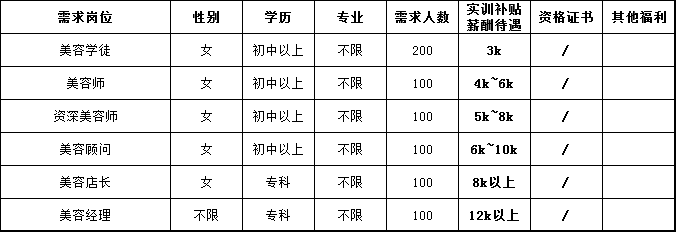 需求岗位 性别 学历 专业 需求人数 实训补贴薪酬待遇 资格证书 其他福利
美容学徒 女 初中以上 不限 200 3k /
美容师 女 初中以上 不限 100 4k~6k /
资深美容师 女 初中以上 不限 100 5k~8k /
美容顾问 女 初中以上 不限 100 6k~10k /
美容店长 女 专科 不限 100 8k以上 /
美容经理 不限 专科 不限 100 12k以上 /